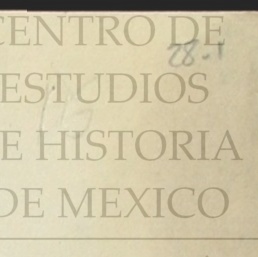 CENTRO DE
28-1
ESTUDIOS
E HISTORIA
DE MEXICO